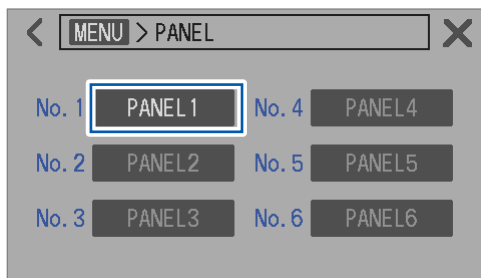 < MENU > PANEL X
No. 1 PANEL1 No. 4 PANEL4
No. 2 PANEL2 No. 5 PANEL5
No. 3 PANEL3 No. 6 PANEL6